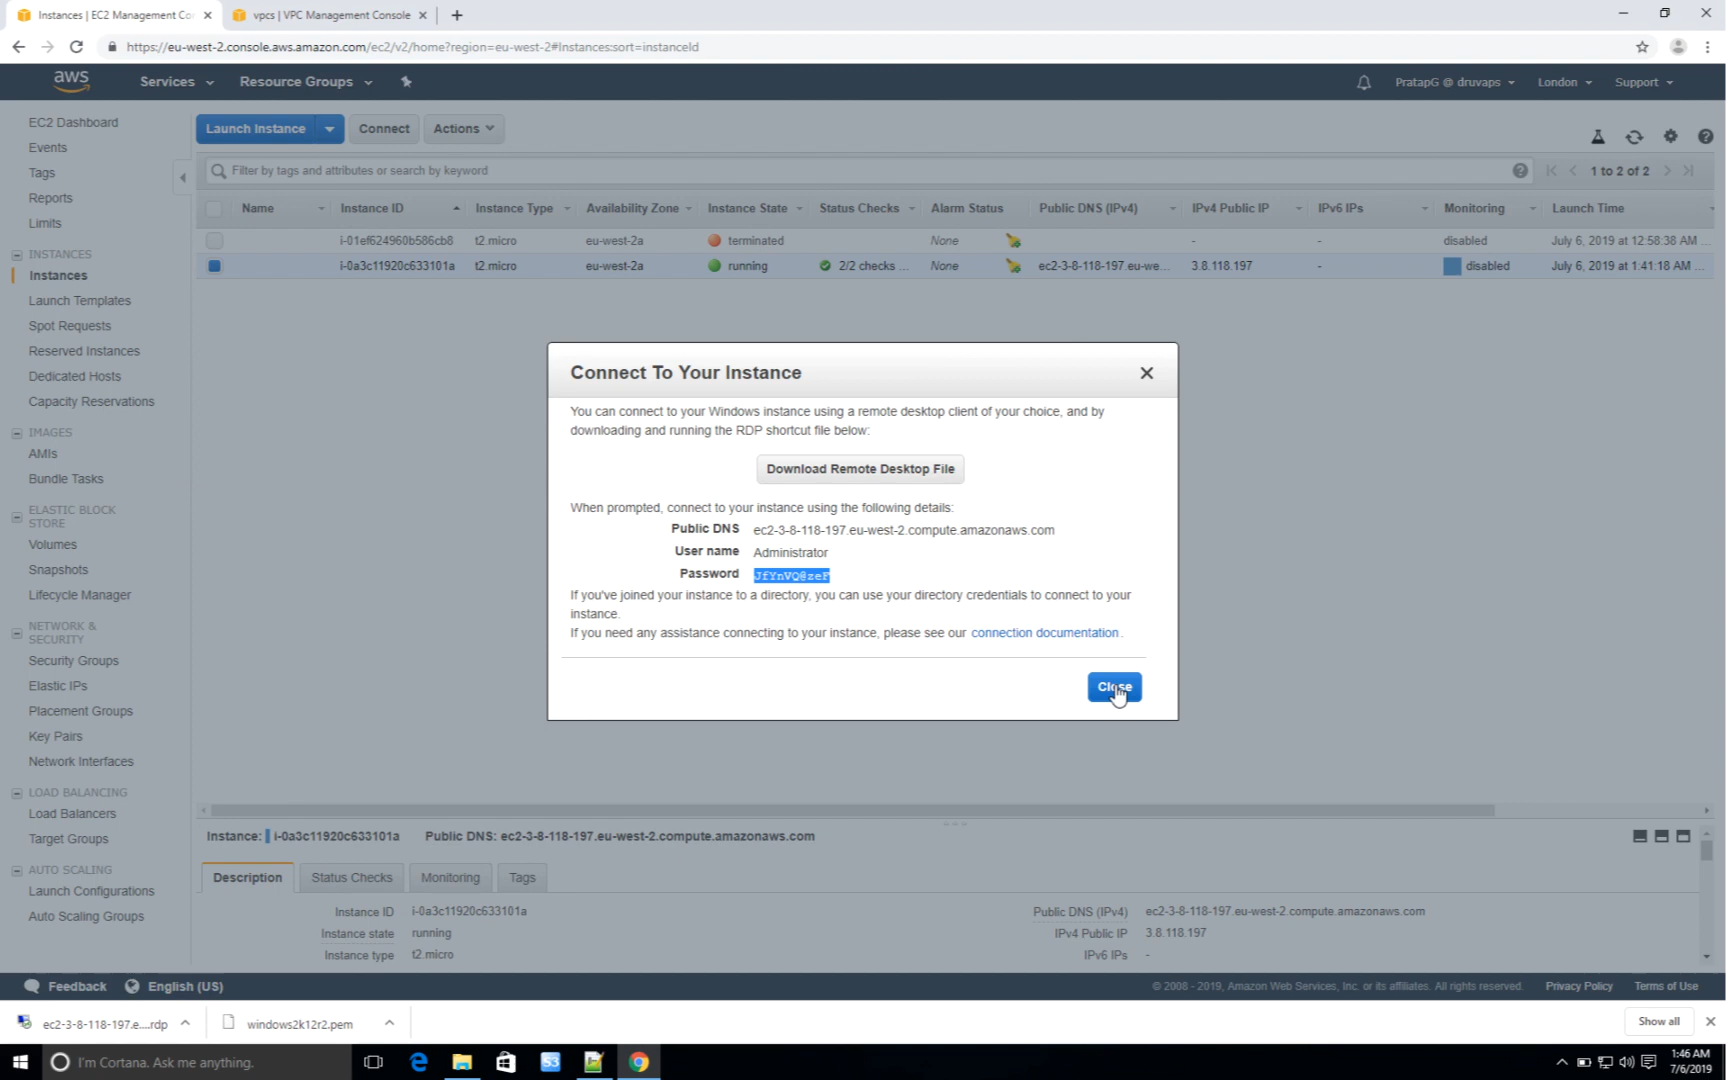 Instances | EC2 Management Con
vpcs | VPC Management Console
https://eu-west-2.console.aws.amazon.com/ec2/v2/home?region=eu-west-2#Instances:sort=instanceId
aws Services Resource Groups PratapG @ druvaps London Support
EC2 Dashboard
Events
Tags
Reports
Limits
INSTANCES
Instances
Launch Templates
Spot Requests
Reserved Instances
Dedicated Hosts
Capacity Reservations
IMAGES
AMIs
Bundle Tasks
ELASTIC BLOCK
STORE
Volumes
Snapshots
Lifecycle Manager
NETWORK &
SECURITY
Security Groups
Elastic IPs
Placement Groups
Key Pairs
Network Interfaces
LOAD BALANCING
Load Balancers
Target Groups
AUTO SCALING
Launch Configurations
Auto Scaling Groups
Launch Instance Connect Actions
Filter by tags and attributes or search by keyword
1 to 2 of 2
Name Instance ID Instance Type Availability Zone Instance State Status Checks Alarm Status Public DNS (IPv4) IPv4 Public IP IPv6 IPs Monitoring Launch Time
i-01ef624960b586cb8 t2.micro eu-west-2a terminated None - - disabled July 6, 2019 at 12:58:38 AM ...
i-0a3c11920c633101a t2.micro eu-west-2a running 2/2 checks ... None ec2-3-8-118-197.eu-we... 3.8.118.197 - disabled July 6, 2019 at 1:41:18 AM ...
Connect To Your Instance
You can connect to your Windows instance using a remote desktop client of your choice, and by
downloading and running the RDP shortcut file below:
Download Remote Desktop File
When prompted, connect to your instance using the following details:
Public DNS ec2-3-8-118-197.eu-west-2.compute.amazonaws.com
User name Administrator
Password JfYnVQ@zeF
If you've joined your instance to a directory, you can use your directory credentials to connect to your
instance.
If you need any assistance connecting to your instance, please see our connection documentation.
Close
Instance: i-0a3c11920c633101a Public DNS: ec2-3-8-118-197.eu-west-2.compute.amazonaws.com
Description Status Checks Monitoring Tags
Instance ID i-0a3c11920c633101a
Instance state running
Instance type t2.micro
Public DNS (IPv4) ec2-3-8-118-197.eu-west-2.compute.amazonaws.com
IPv4 Public IP 3.8.118.197
IPv6 IPs -
Feedback English (US) © 2008 - 2019, Amazon Web Services, Inc. or its affiliates. All rights reserved. Privacy Policy Terms of Use
ec2-3-8-118-197.e....rdp windows2k12r2.pem Show all
I'm Cortana. Ask me anything.
S3
1:46 AM
7/6/2019